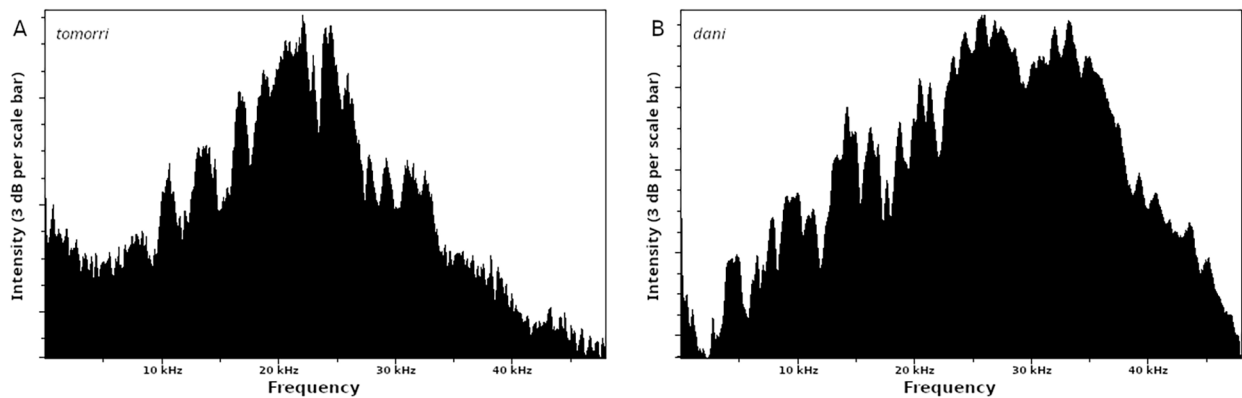 A
tomorri
Intensity (3 dB per scale bar)
10 kHz
20 kHz
30 kHz
40 kHz
Frequency
B
dani
Intensity (3 dB per scale bar)
10 kHz
20 kHz
30 kHz
40 kHz
Frequency